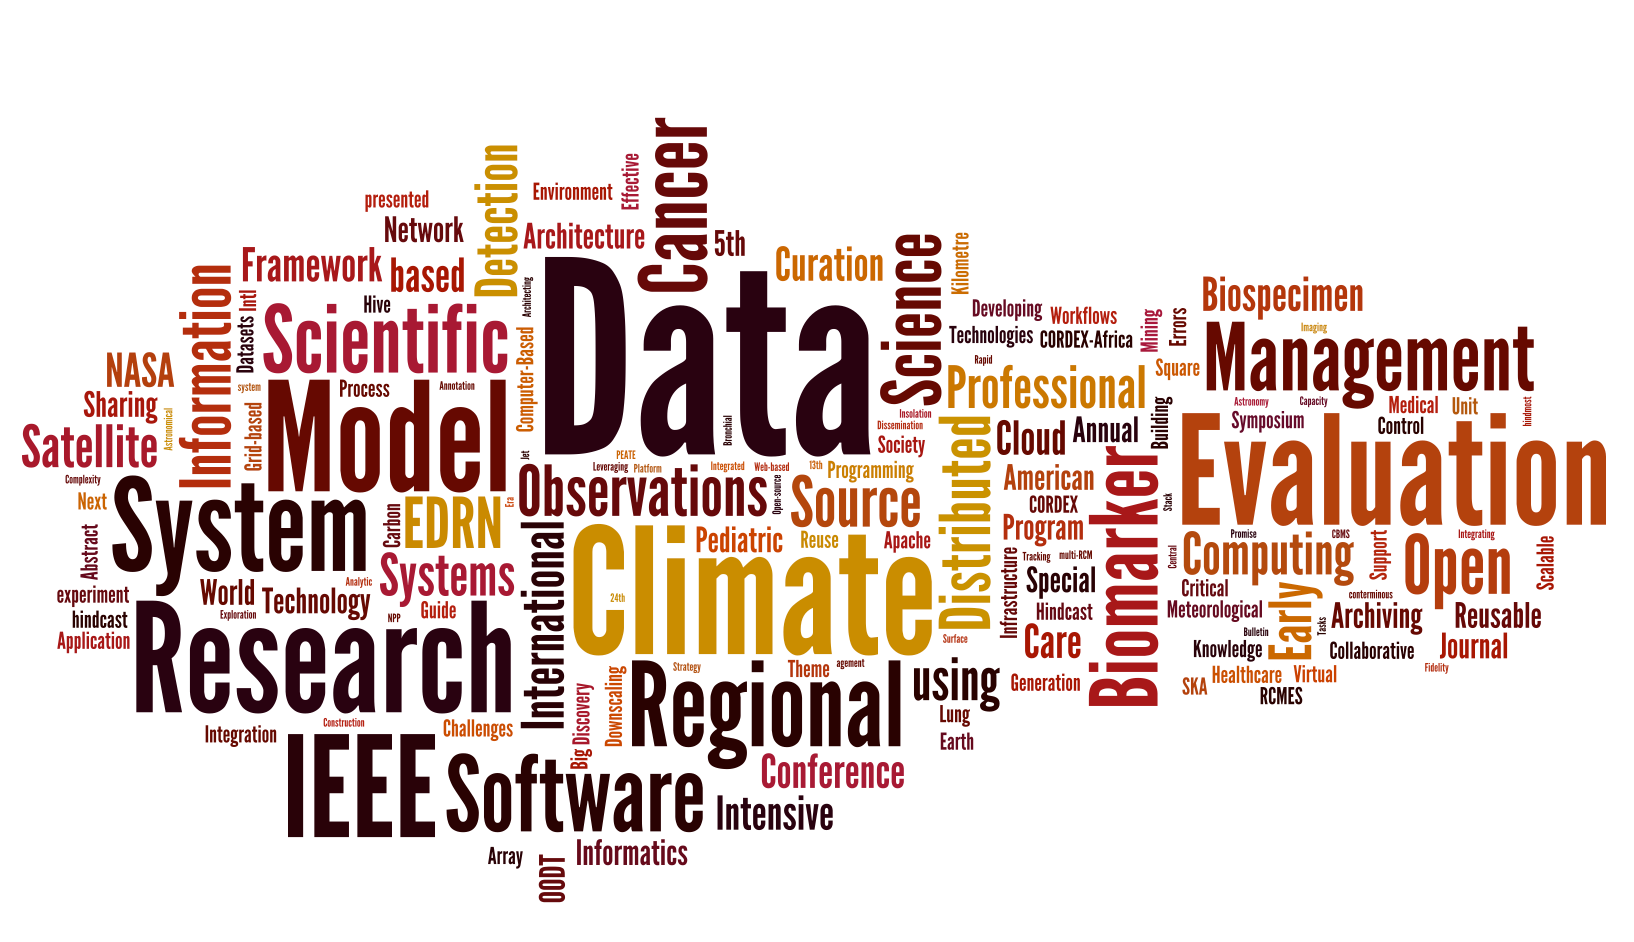 Cancer
Detection
Effective
Environment
presented
Network
Architecture
5th
Curation
Science
Kilometre
Framework
based
Information
Intl
Hive
Architecting
Datasets
Scientific
Computer-Based
Data
Developing
Workflows
Mining
Errors
Biospecimen
Technologies
CORDEX-Africa
Imaging
Management
NASA
system
Process
Annotation
Model
Rapid
Professional
Square
Sharing
Astronomical
Grid-based
Bronchial
Insolation
Dissemination
Society
Distributed
Cloud
Annual
Building
Astronomy
Capacity
Medical
Unit
hindmost
Symposium
Control
Satellite
Evaluation
Complexity
Jet
PEATE
Leveraging
Platform
Integrated
Web-based
13th
Programming
American
Biomarker
Next
System
Carbon
EDRN
Era
Observations
Open-source
Source
CORDEX
Stack
Abstract
International
Climate
Pediatric
Reuse
Apache
Program
Promise
CBMS
Integrating
Computing
Support
Open
Scalable
Systems
Infrastructure
Tracking
multi-RCM
Central
Special
experiment
World
Technology
Analytic
24th
Critical
conterminous
hindcast
Exploration
NPP
Guide
Hindcast
Meteorological
Early
Tasks
Archiving
Reusable
Application
Research
Surface
Care
Bulletin
Knowledge
Collaborative
Journal
Strategy
Theme
agement
Regional
using
Generation
Fidelity
Healthcare
Virtual
SKA
RCMES
Integration
Construction
Challenges
Big Discovery
Downscaling
Lung
Earth
IEEE
Software
Conference
Intensive
Array
OODT
Informatics